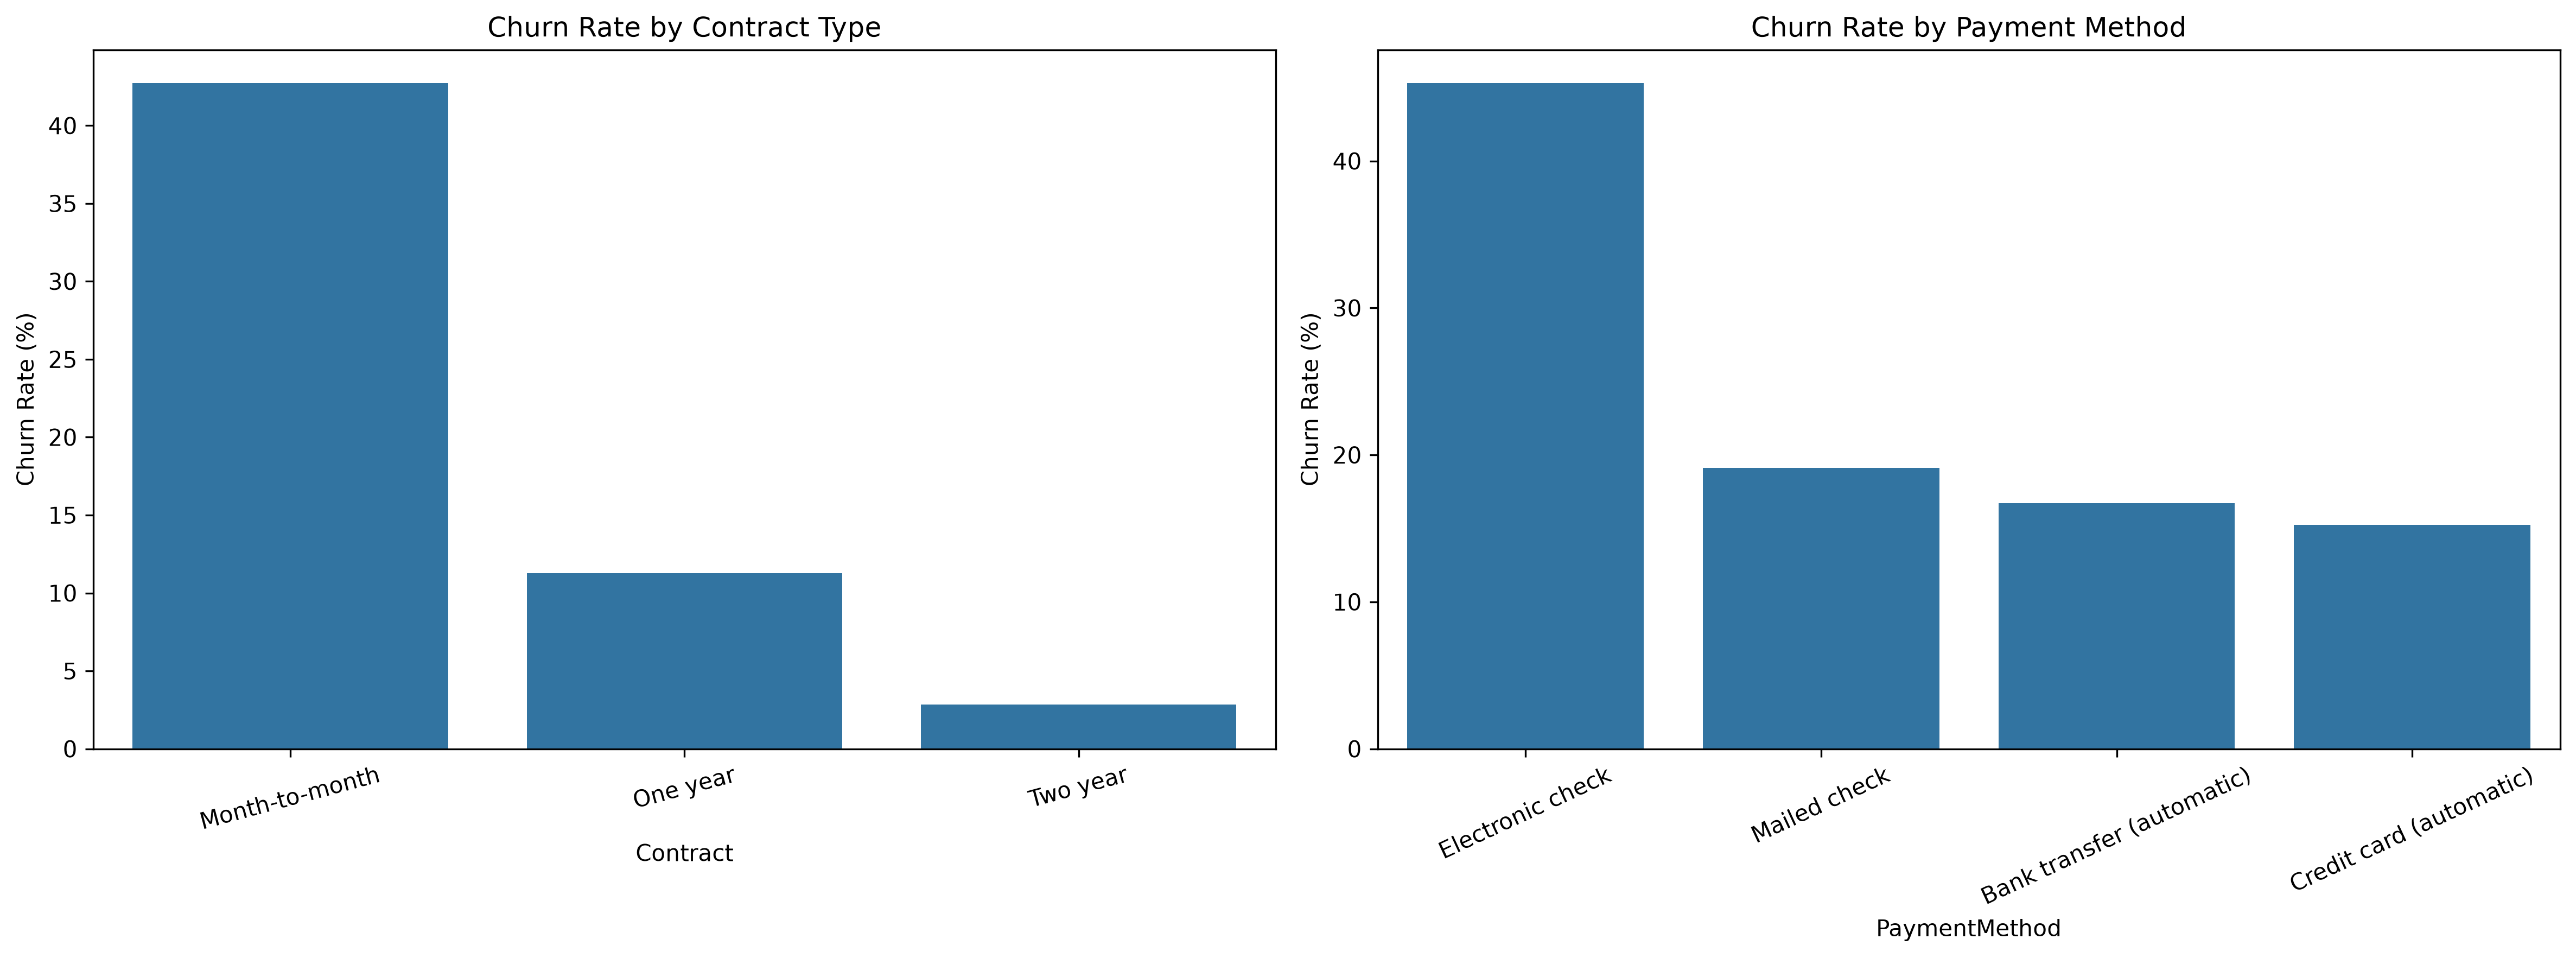 Churn Rate by Contract Type
Churn Rate (%)
40
35
30
25
20
15
10
5
0
Month-to-month
One year
Two year
Contract
Churn Rate by Payment Method
Churn Rate (%)
40
30
20
10
0
Electronic check
Mailed check
Bank transfer (automatic)
Credit card (automatic)
PaymentMethod